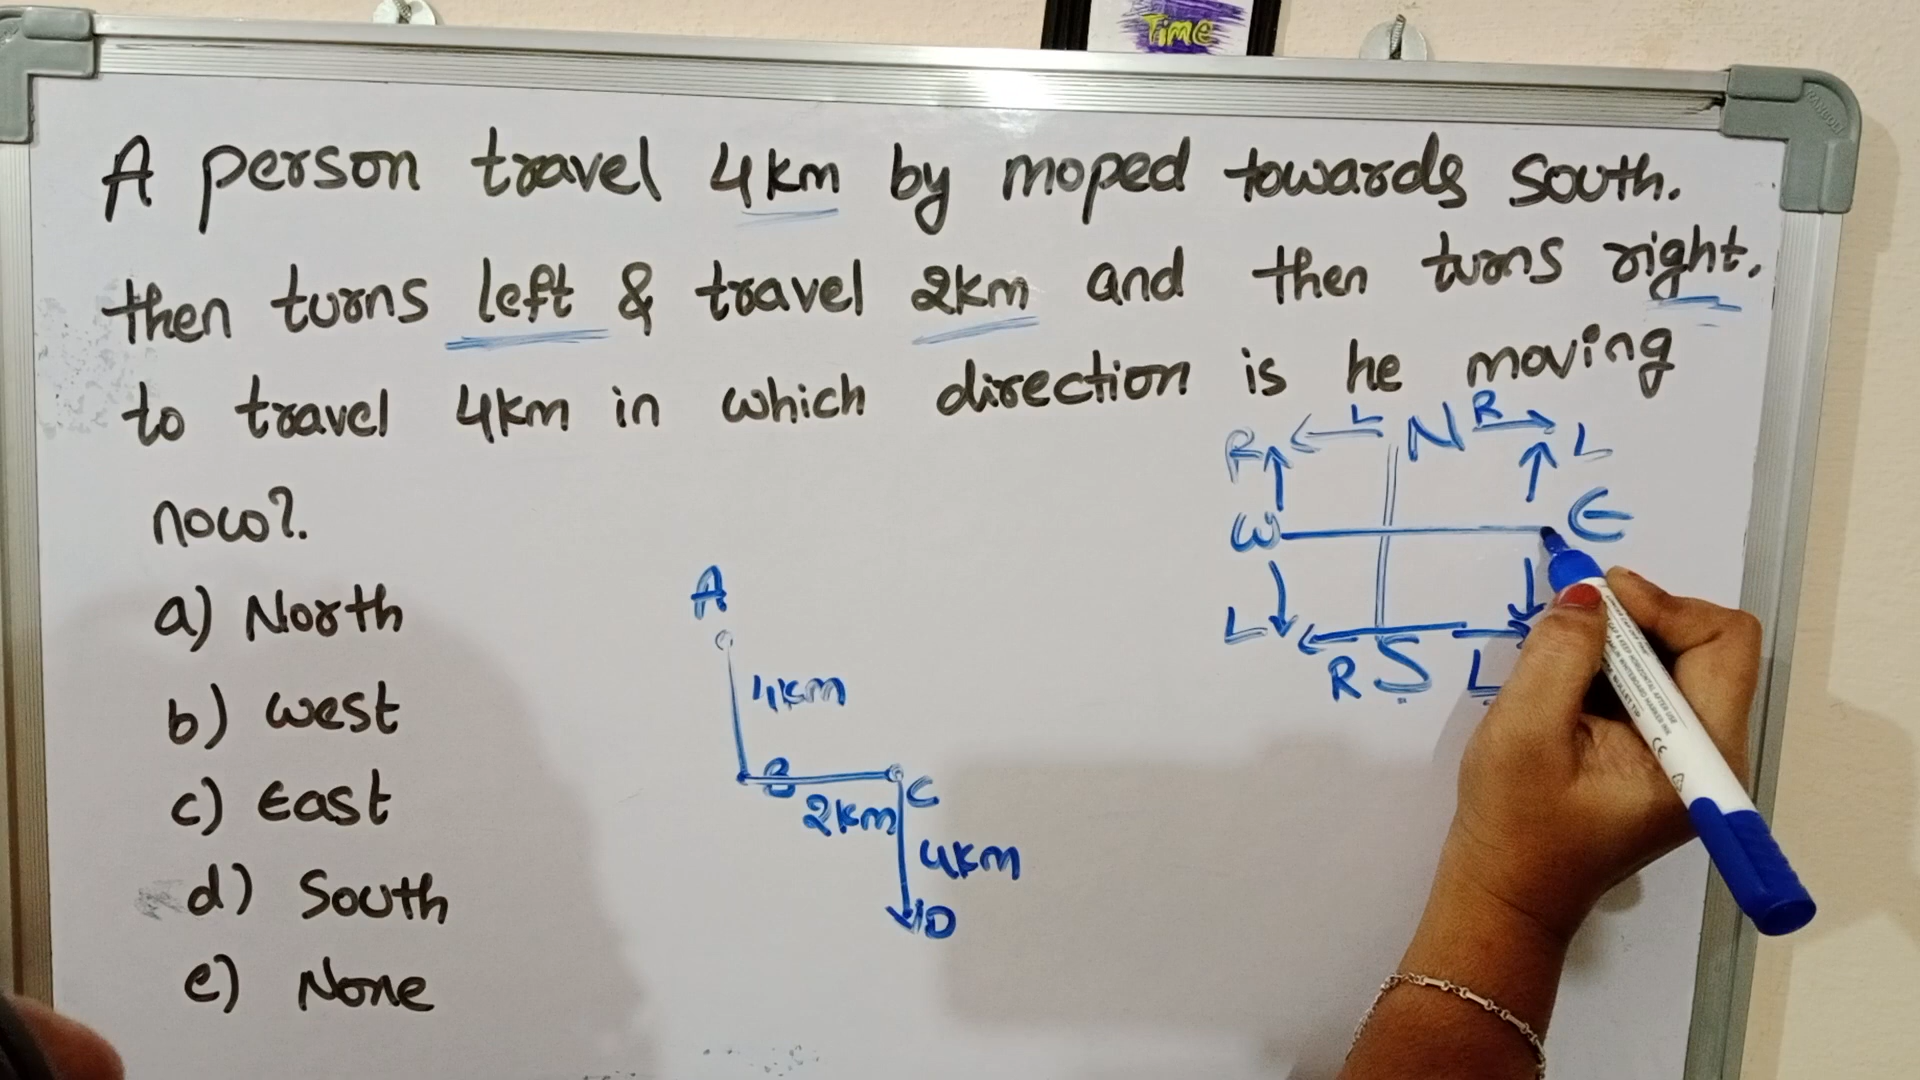 Time
A person travel 4km by moped towards South.
then turns left & travel 2km and then turns right.
to travel 4km in which direction is he moving
now?.
a) North
b) west
c) East
d) South
e) None
A
4km
B
2km
C
4km
D
L N R
R L
W E
L
R S L